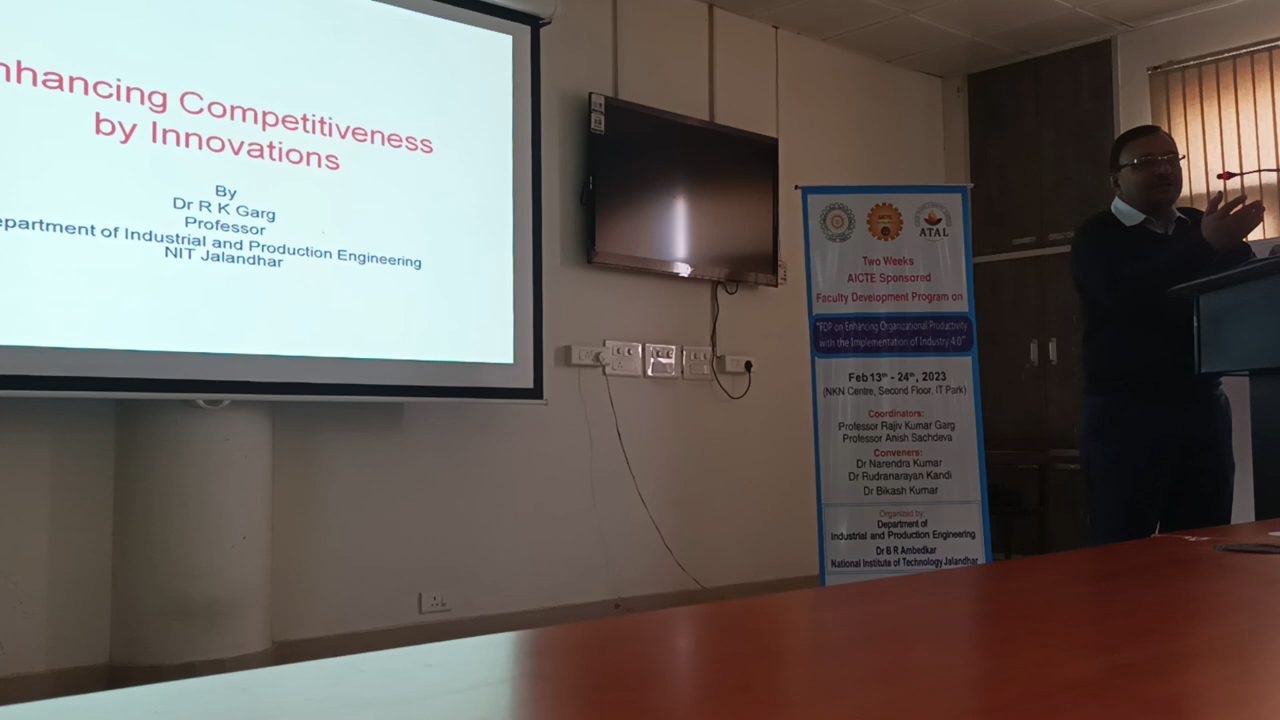 nhancing Competitiveness
by Innovations
By
Dr R K Garg
Professor
epartment of Industrial and Production Engineering
NIT Jalandhar
AICTE
ATAL
Two Weeks
AICTE Sponsored
Faculty Development Program on
"FDP on Enhancing Organizational Productivity
with the Implementation of Industry 4.0"
Feb 13th - 24th, 2023
(NKN Centre, Second Floor, IT Park)
Coordinators:
Professor Rajiv Kumar Garg
Professor Anish Sachdeva
Conveners:
Dr Narendra Kumar
Dr Rudranarayan Kandi
Dr Bikash Kumar
Organized by
Department of
Industrial and Production Engineering
Dr B R Ambedkar
National Institute of Technology Jalandhar